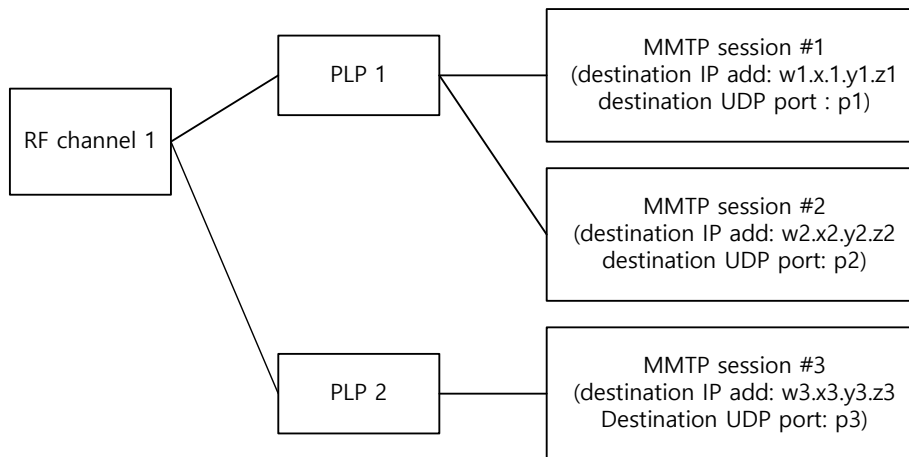 RF channel 1
PLP 1
PLP 2
MMTP session #1
(destination IP add: w1.x.1.y1.z1
destination UDP port : p1)
MMTP session #2
(destination IP add: w2.x2.y2.z2
destination UDP port: p2)
MMTP session #3
(destination IP add: w3.x3.y3.z3
Destination UDP port: p3)